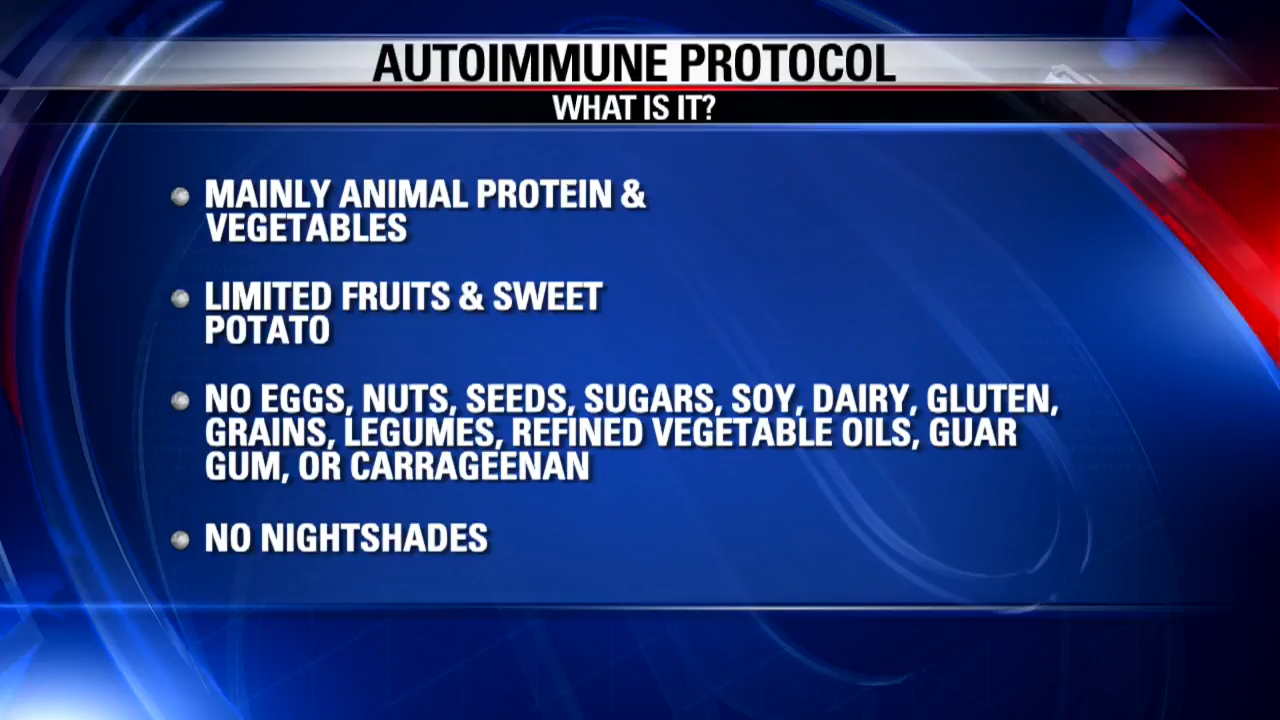 AUTOIMMUNE PROTOCOL
WHAT IS IT?
MAINLY ANIMAL PROTEIN &
VEGETABLES
LIMITED FRUITS & SWEET
POTATO
NO EGGS, NUTS, SEEDS, SUGARS, SOY, DAIRY, GLUTEN,
GRAINS, LEGUMES, REFINED VEGETABLE OILS, GUAR
GUM, OR CARRAGEENAN
NO NIGHTSHADES